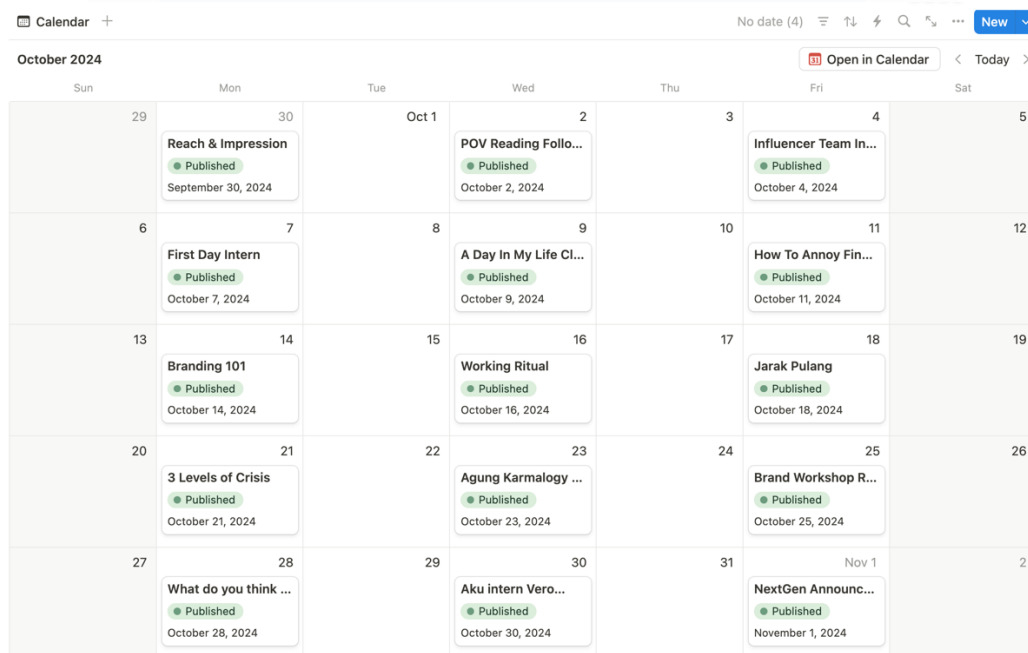 Calendar
No date (4)
New
October 2024
31
Open in Calendar
Today
Sun Mon Tue Wed Thu Fri Sat
29 30 Oct 1 2 3 4 5
Reach & Impression
Published
September 30, 2024
POV Reading Follo...
Published
October 2, 2024
Influencer Team In...
Published
October 4, 2024
6 7 8 9 10 11 12
First Day Intern
Published
October 7, 2024
A Day In My Life Cl...
Published
October 9, 2024
How To Annoy Fin...
Published
October 11, 2024
13 14 15 16 17 18 19
Branding 101
Published
October 14, 2024
Working Ritual
Published
October 16, 2024
Jarak Pulang
Published
October 18, 2024
20 21 22 23 24 25 26
3 Levels of Crisis
Published
October 21, 2024
Agung Karmalogy ...
Published
October 23, 2024
Brand Workshop R...
Published
October 25, 2024
27 28 29 30 31 Nov 1 2
What do you think ...
Published
October 28, 2024
Aku intern Vero...
Published
October 30, 2024
NextGen Announc...
Published
November 1, 2024